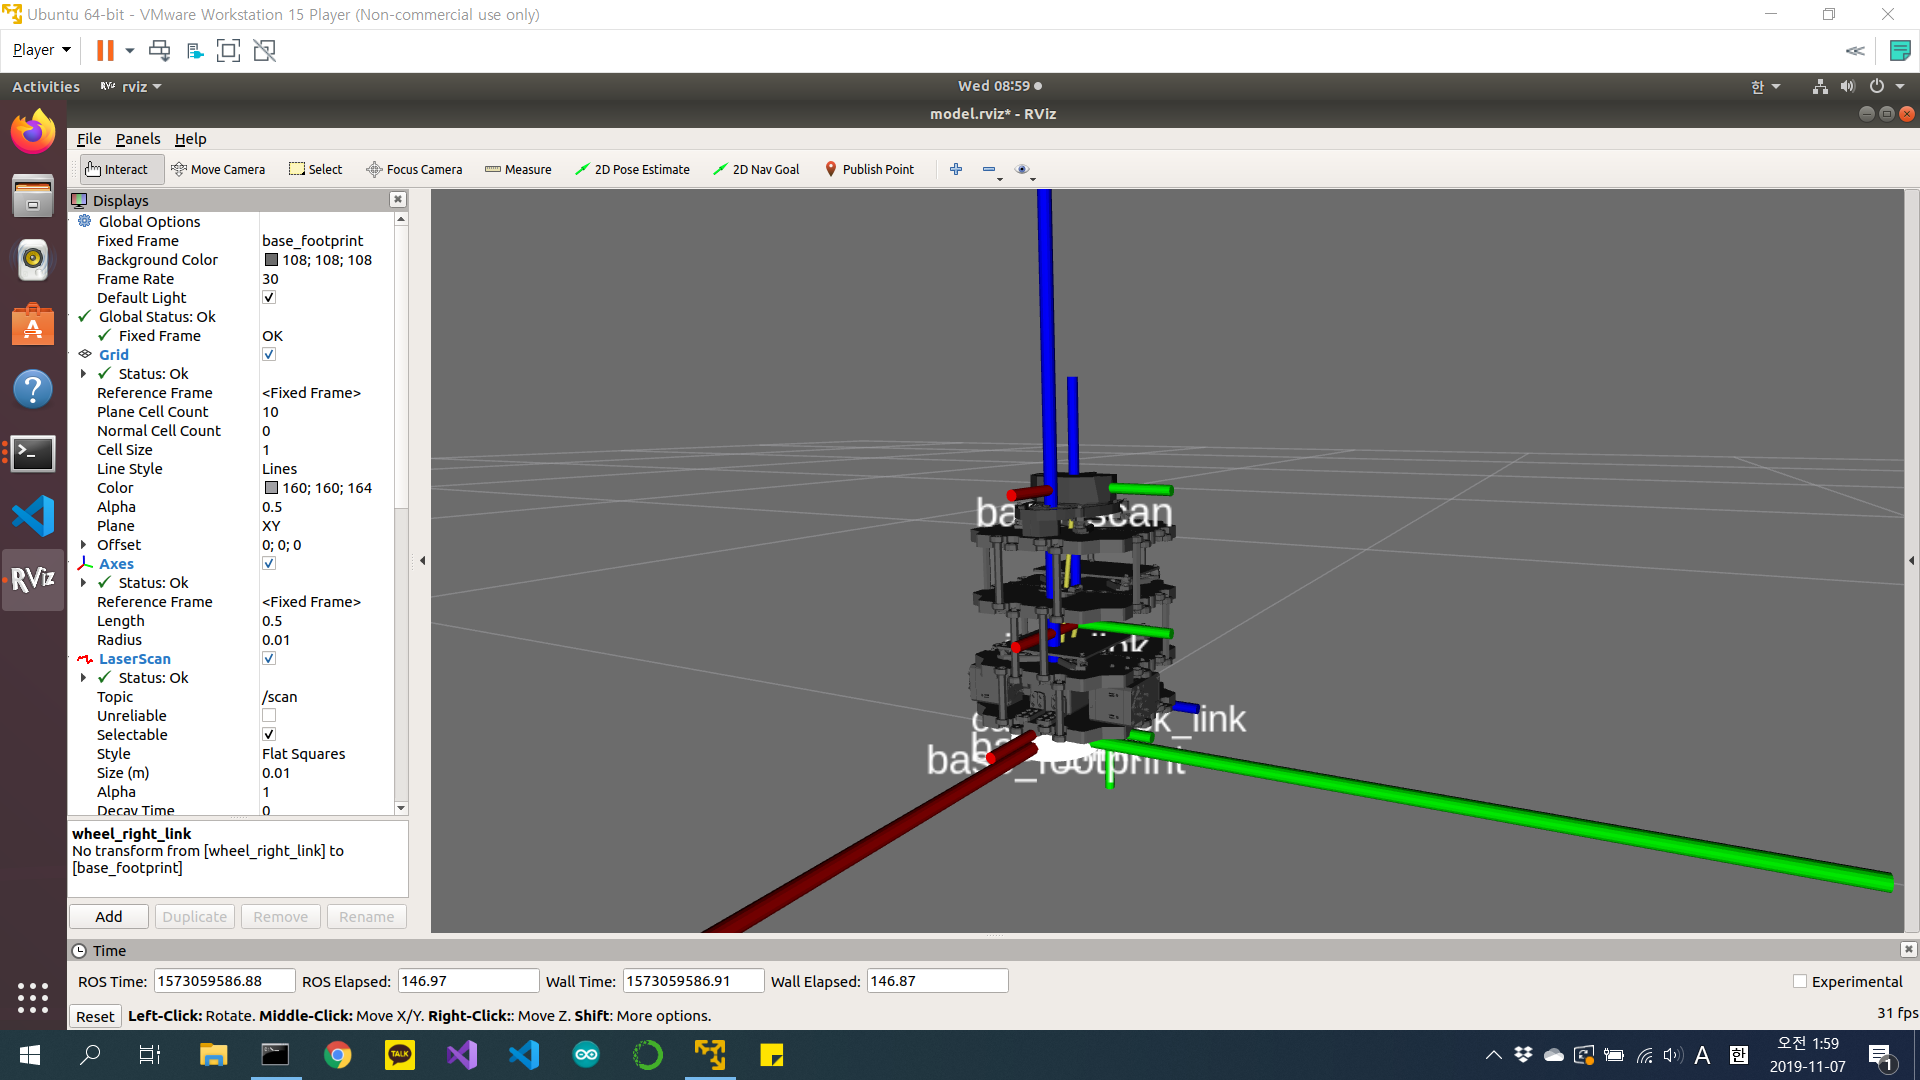 Ubuntu 64-bit - VMware Workstation 15 Player (Non-commercial use only)
Player
Activities
RViz rviz
Wed 08:59
한
model.rviz* - RViz
File Panels Help
Interact Move Camera Select Focus Camera Measure 2D Pose Estimate 2D Nav Goal Publish Point
Displays
Global Options
Fixed Frame base_footprint
Background Color 108; 108; 108
Frame Rate 30
Default Light
Global Status: Ok
Fixed Frame OK
Grid
Status: Ok
Reference Frame <Fixed Frame>
Plane Cell Count 10
Normal Cell Count 0
Cell Size 1
Line Style Lines
Color 160; 160; 164
Alpha 0.5
Plane XY
Offset 0; 0; 0
Axes
Status: Ok
Reference Frame <Fixed Frame>
Length 0.5
Radius 0.01
LaserScan
Status: Ok
Topic /scan
Unreliable
Selectable
Style Flat Squares
Size (m) 0.01
Alpha 1
Decay Time 0
RViz
scan
k_link
base_footprint
wheel_right_link
No transform from [wheel_right_link] to
[base_footprint]
Add Duplicate Remove Rename
Time
ROS Time: 1573059586.88 ROS Elapsed: 146.97 Wall Time: 1573059586.91 Wall Elapsed: 146.87 Experimental
Reset Left-Click: Rotate. Middle-Click: Move X/Y. Right-Click:: Move Z. Shift: More options. 31 fps
TALK
A 한
오전 1:59
2019-11-07
1